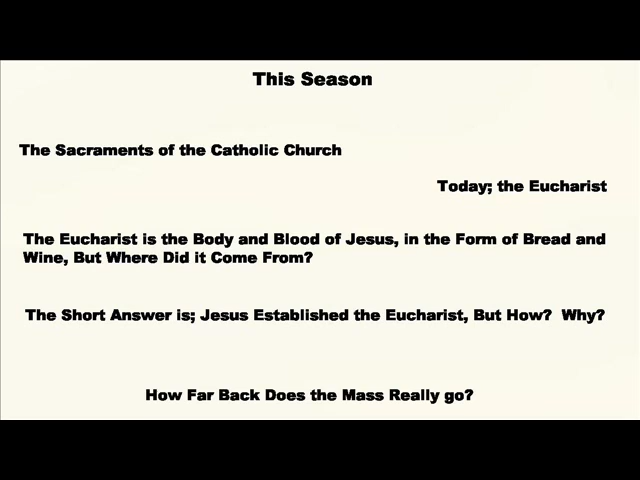 This Season
The Sacraments of the Catholic Church
Today; the Eucharist
The Eucharist is the Body and Blood of Jesus, in the Form of Bread and
Wine, But Where Did it Come From?
The Short Answer is; Jesus Established the Eucharist, But How?  Why?
How Far Back Does the Mass Really go?